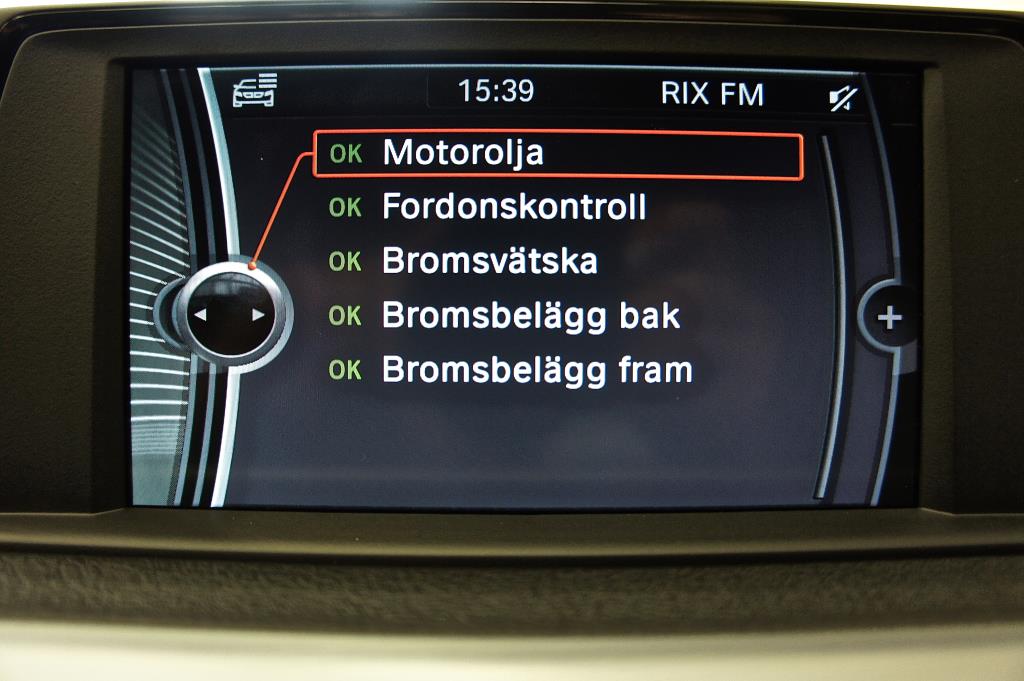 15:39 RIX FM
OK Motorolja
OK Fordonskontroll
OK Bromsvätska
OK Bromsbelägg bak
OK Bromsbelägg fram